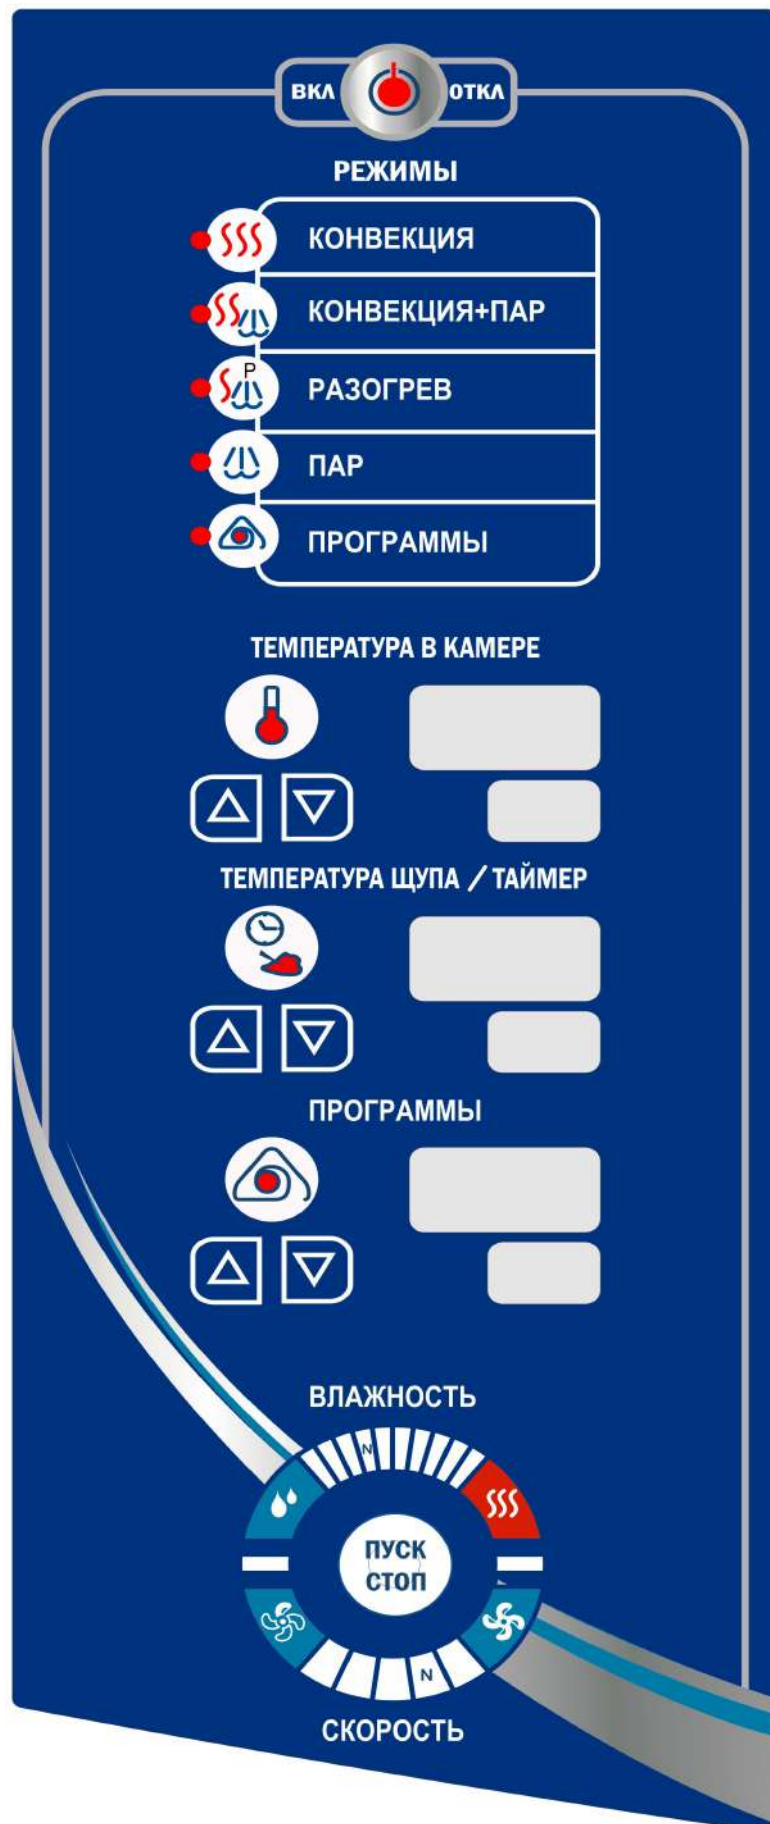 ВКЛ ОТКЛ
РЕЖИМЫ
КОНВЕКЦИЯ
КОНВЕКЦИЯ+ПАР
P
РАЗОГРЕВ
ПАР
ПРОГРАММЫ
ТЕМПЕРАТУРА В КАМЕРЕ
ТЕМПЕРАТУРА ЩУПА / ТАЙМЕР
ПРОГРАММЫ
ВЛАЖНОСТЬ
N
ПУСК
СТОП
N
СКОРОСТЬ